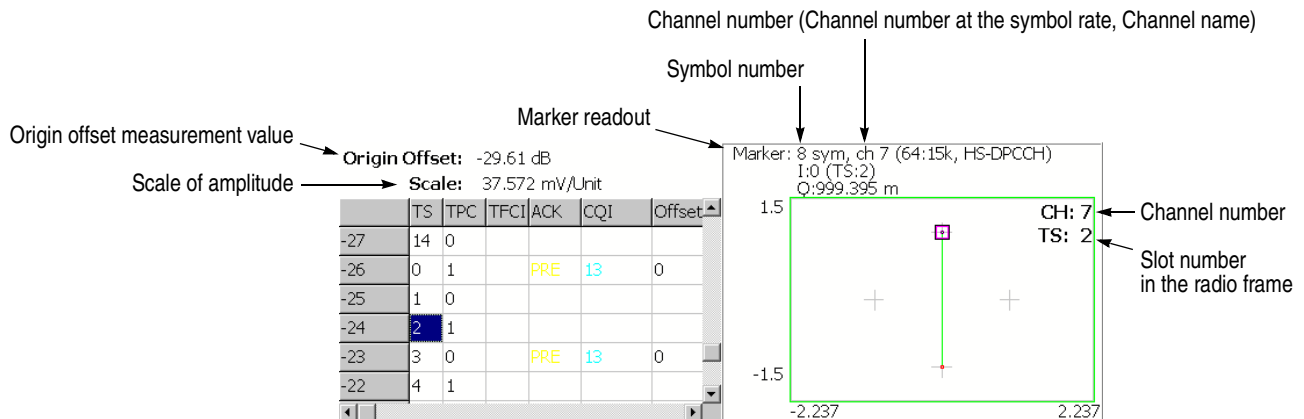 Channel number (Channel number at the symbol rate, Channel name)
Symbol number
Marker readout
Origin offset measurement value
Scale of amplitude
Origin Offset: -29.61 dB
Scale: 37.572 mV/Unit
TS TPC TFCI ACK CQI Offset
-27 14 0
-26 0 1 PRE 13 0
-25 1 0
-24 2 1
-23 3 0 PRE 13 0
-22 4 1
Marker: 8 sym, ch 7 (64:15k, HS-DPCCH)
I:0 (TS:2)
Q:999.395 m
1.5
CH: 7
TS: 2
-1.5
-2.237 2.237
Channel number
Slot number
in the radio frame